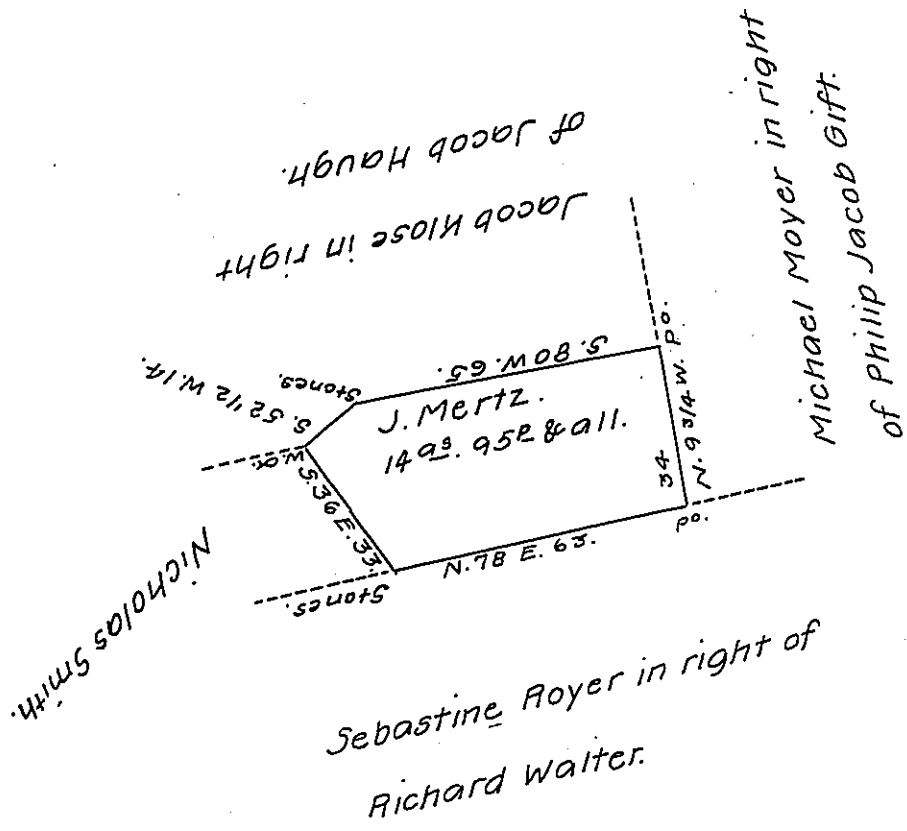 Michael Moyer in right
of Philip Jacob Gift.
Jacob Klose in right
of Jacob Haugh.
S. 80 W. 65.
Po.
Stones.
S. 52 1/2 W. 14.
J. Mertz.
14 as. 95 p & all.
W.O.
S. 36 E. 33.
34
N. 9 3/4 W.
po.
N. 78 E. 63.
Stones.
Nicholas Smith.
Sebastine Royer in right of
Richard Walter.